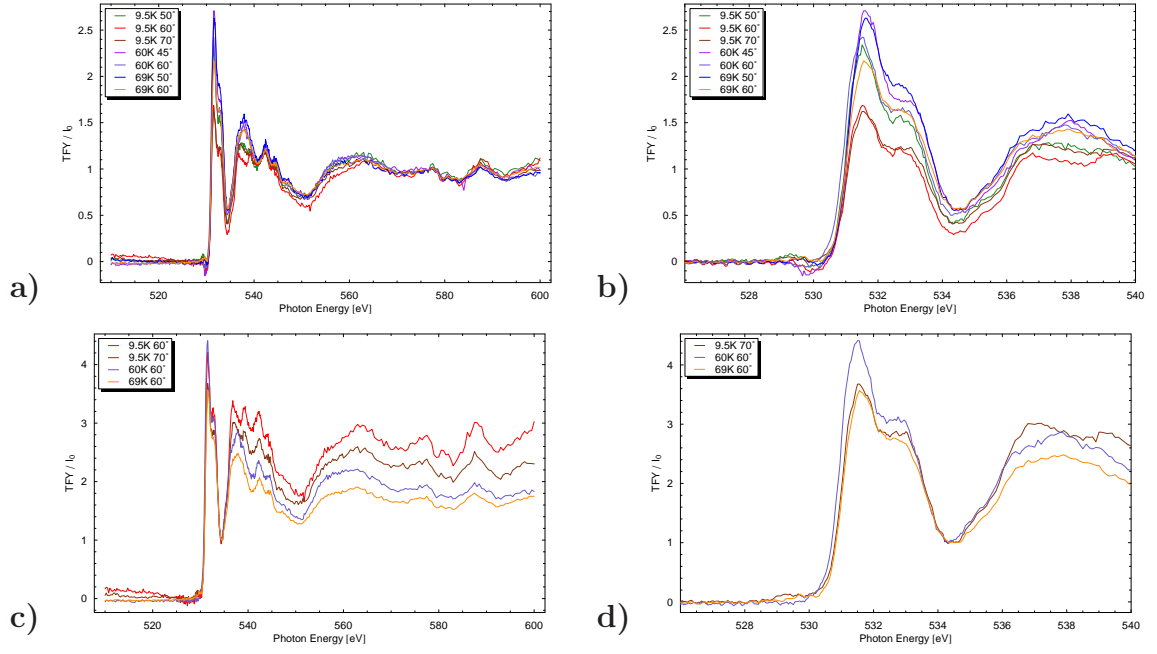 9.5K 50°
9.5K 60°
9.5K 70°
60K 45°
60K 60°
69K 50°
69K 60°
TFY / I0
2.5
2
1.5
1
0.5
0
520
540
560
580
600
Photon Energy [eV]
a)
9.5K 50°
9.5K 60°
9.5K 70°
60K 45°
60K 60°
69K 50°
69K 60°
TFY / I0
2.5
2
1.5
1
0.5
0
528
530
532
534
536
538
540
Photon Energy [eV]
b)
9.5K 60°
9.5K 70°
60K 60°
69K 60°
TFY / I0
4
3
2
1
0
520
540
560
580
600
Photon Energy [eV]
c)
9.5K 70°
60K 60°
69K 60°
TFY / I0
4
3
2
1
0
528
530
532
534
536
538
540
Photon Energy [eV]
d)